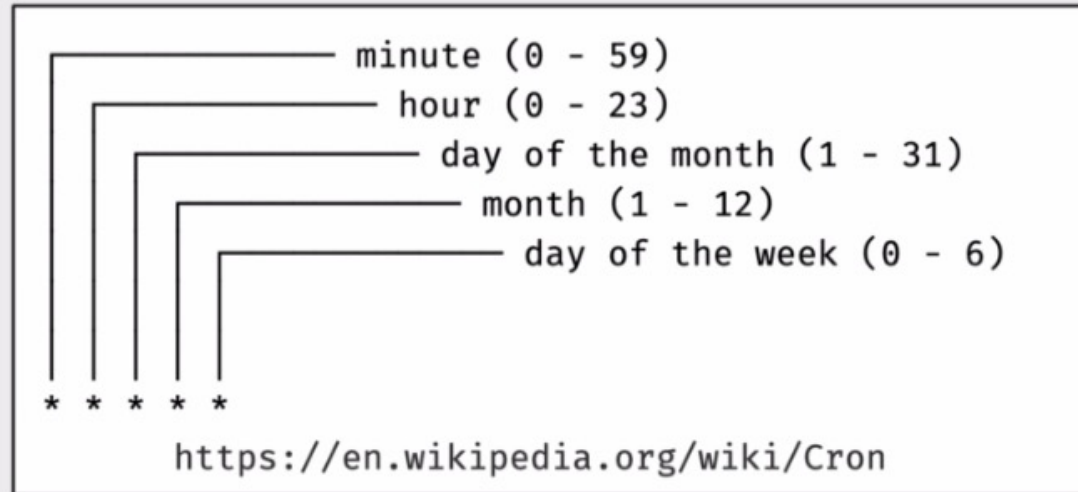 minute (0 - 59)
hour (0 - 23)
day of the month (1 - 31)
month (1 - 12)
day of the week (0 - 6)
* * * * *
https://en.wikipedia.org/wiki/Cron